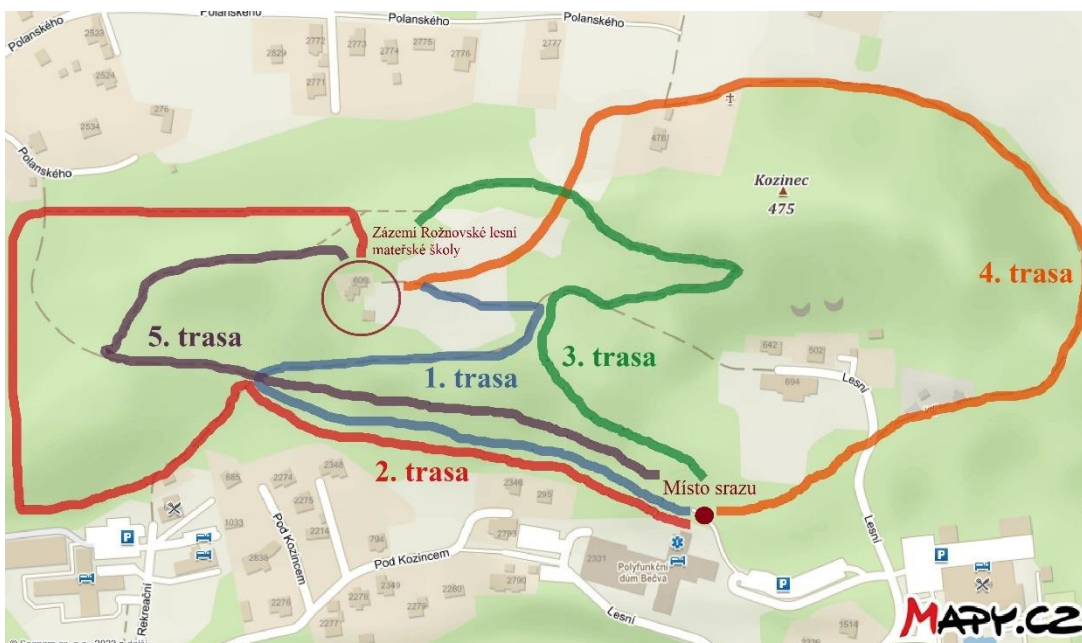 Polanského
Polanského
Polanského
Polanského
2523
2524
276
2534
2829
2772
2771
2773
2774
2775
2776
2777
478
Kozinec
475
Zázemí Rožnovské lesní
mateřské školy
609
4. trasa
5. trasa
1. trasa
3. trasa
642
502
694
Lesní
2. trasa
Místo srazu
885
2274
2348
2275
1033
2214
2838
794
2346
295
2783
P
Pod Kozincem
Pod Kozincem
2331
Polyfunkční
dům Bečva
Lesní
P
P
Rekreační
2276
2277
2278
2349
2279
2280
2790
Lesní
1514
MAPY.CZ